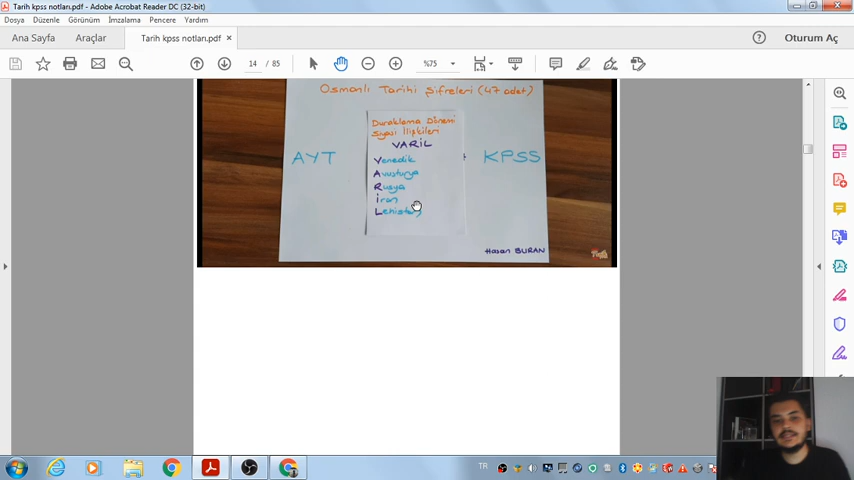 Tarih kpss notları.pdf - Adobe Acrobat Reader DC (32-bit)
Dosya Düzenle Görünüm İmzalama Pencere Yardım
Ana Sayfa Araçlar Tarih kpss notları.pdf × Oturum Aç
14 / 85 %75
Osmanlı Tarihi Şifreleri (47 adet)
Duraklama Dönemi
Siyasi İlişkileri
VARİL
AYT
Venedik
KPSS
Avusturya
Rusya
İran
Lehistan
Hasan BURAN
TR